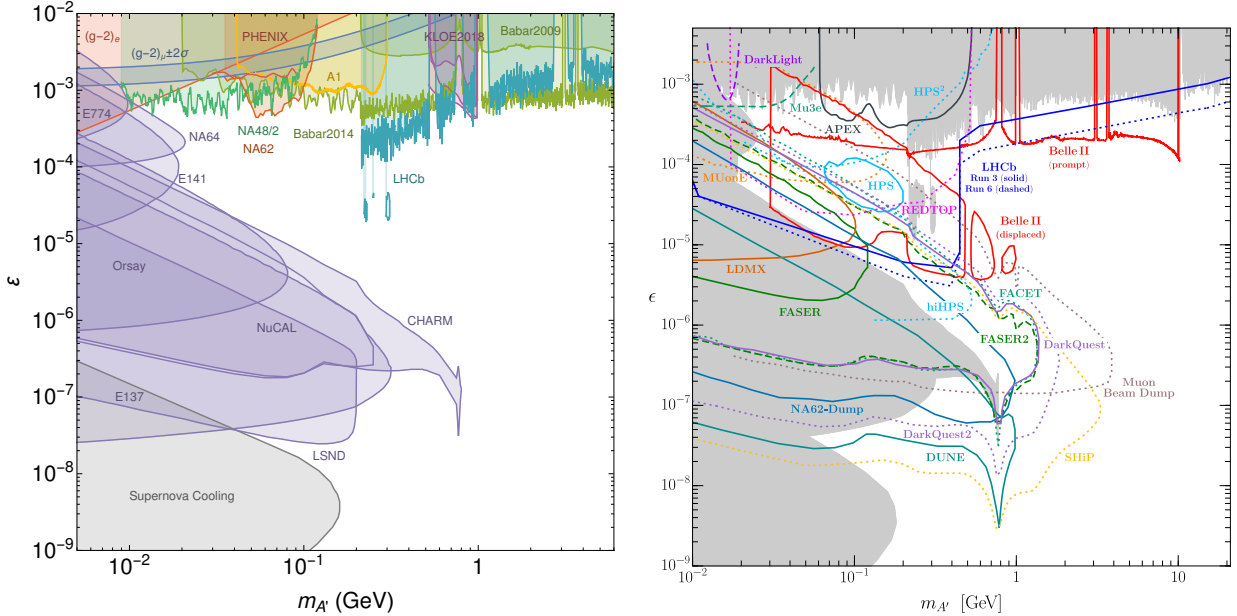 (g-2)e
(g-2)μ±2σ
PHENIX
KLOE2018
Babar2009
A1
E774
NA64
NA48/2
NA62
Babar2014
E141
LHCb
Orsay
NuCAL
CHARM
E137
LSND
Supernova Cooling
10⁻³
10⁻⁴
10⁻⁵
10⁻⁶
10⁻⁷
10⁻⁸
10⁻⁹
ε
10⁻²
10⁻¹
1
mA' (GeV)
DarkLight
Mu3e
APEX
HPS²
Belle II
(prompt)
LHCb
Run 3 (solid)
Run 6 (dashed)
MUonE
HPS
REDTOP
Belle II
(displaced)
LDMX
FASER
hiHPS
FACET
FASER2
DarkQuest
Muon
Beam Dump
NA62-Dump
DarkQuest2
DUNE
SHiP
10⁻³
10⁻⁴
10⁻⁵
10⁻⁶
10⁻⁷
10⁻⁸
10⁻⁹
ϵ
10⁻²
10⁻¹
1
10
mA' [GeV]